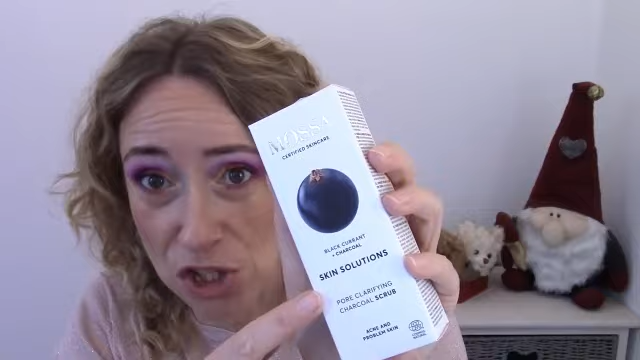 MOSSA
CERTIFIED SKINCARE
BLACK CURRANT
+ CHARCOAL
SKIN SOLUTIONS
PORE CLARIFYING
CHARCOAL SCRUB
ACNE AND
PROBLEM SKIN